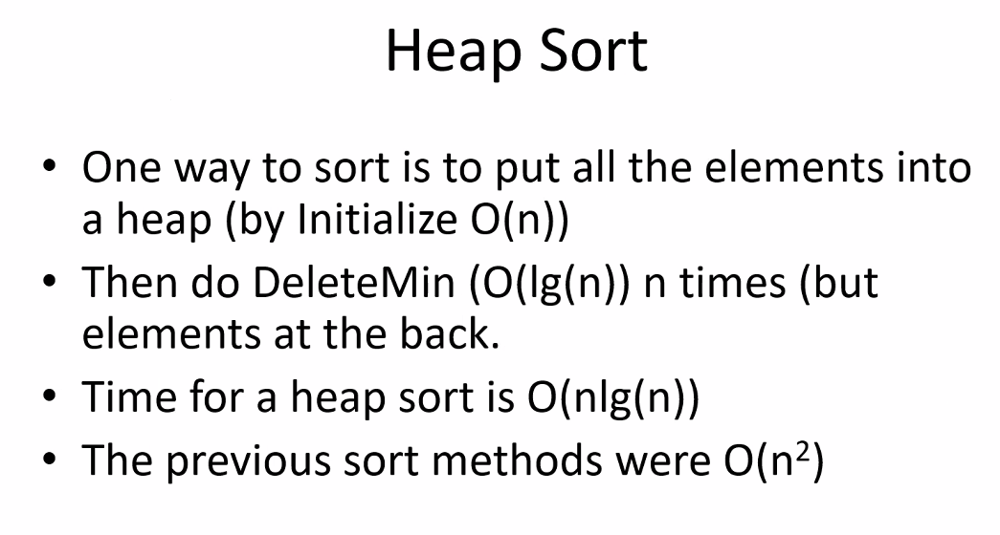 Heap Sort
• One way to sort is to put all the elements into
a heap (by Initialize O(n))
• Then do DeleteMin (O(lg(n)) n times (but
elements at the back.
• Time for a heap sort is O(nlg(n))
• The previous sort methods were O(n²)